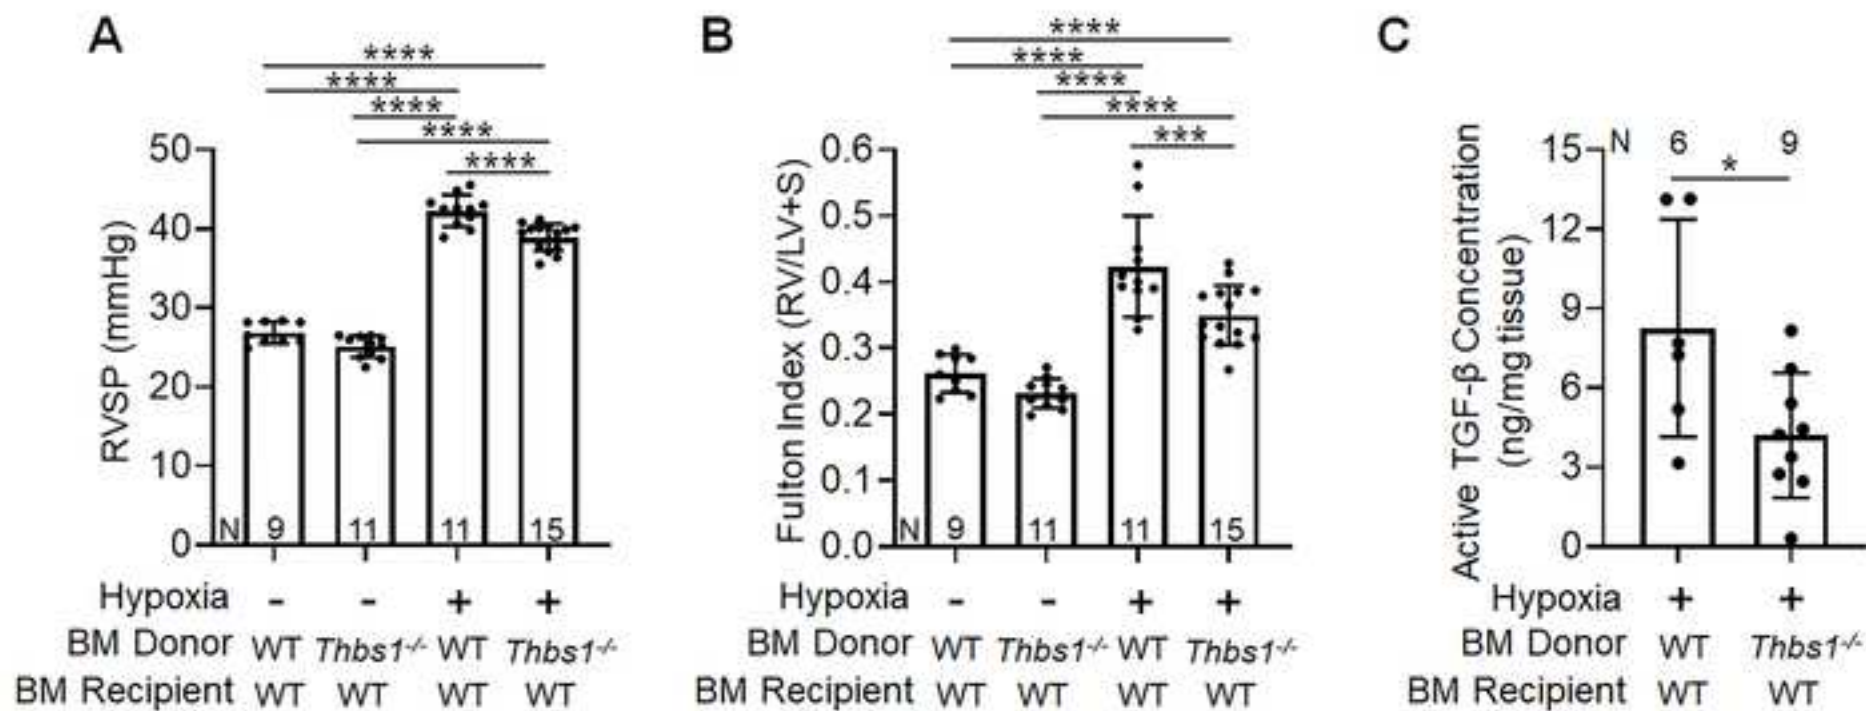 A
****
****
****
****
****
RVSP (mmHg)
50
40
30
20
10
0
N 9 11 11 15
Hypoxia - - + +
BM Donor WT Thbs1-/- WT Thbs1-/-
BM Recipient WT WT WT WT
B
****
****
****
****
***
Fulton Index (RV/LV+S)
0.6
0.5
0.4
0.3
0.2
0.1
0.0
N 9 11 11 15
Hypoxia - - + +
BM Donor WT Thbs1-/- WT Thbs1-/-
BM Recipient WT WT WT WT
C
Active TGF-β Concentration
(ng/mg tissue)
N 6 9
*
15
12
9
6
3
0
Hypoxia + +
BM Donor WT Thbs1-/-
BM Recipient WT WT